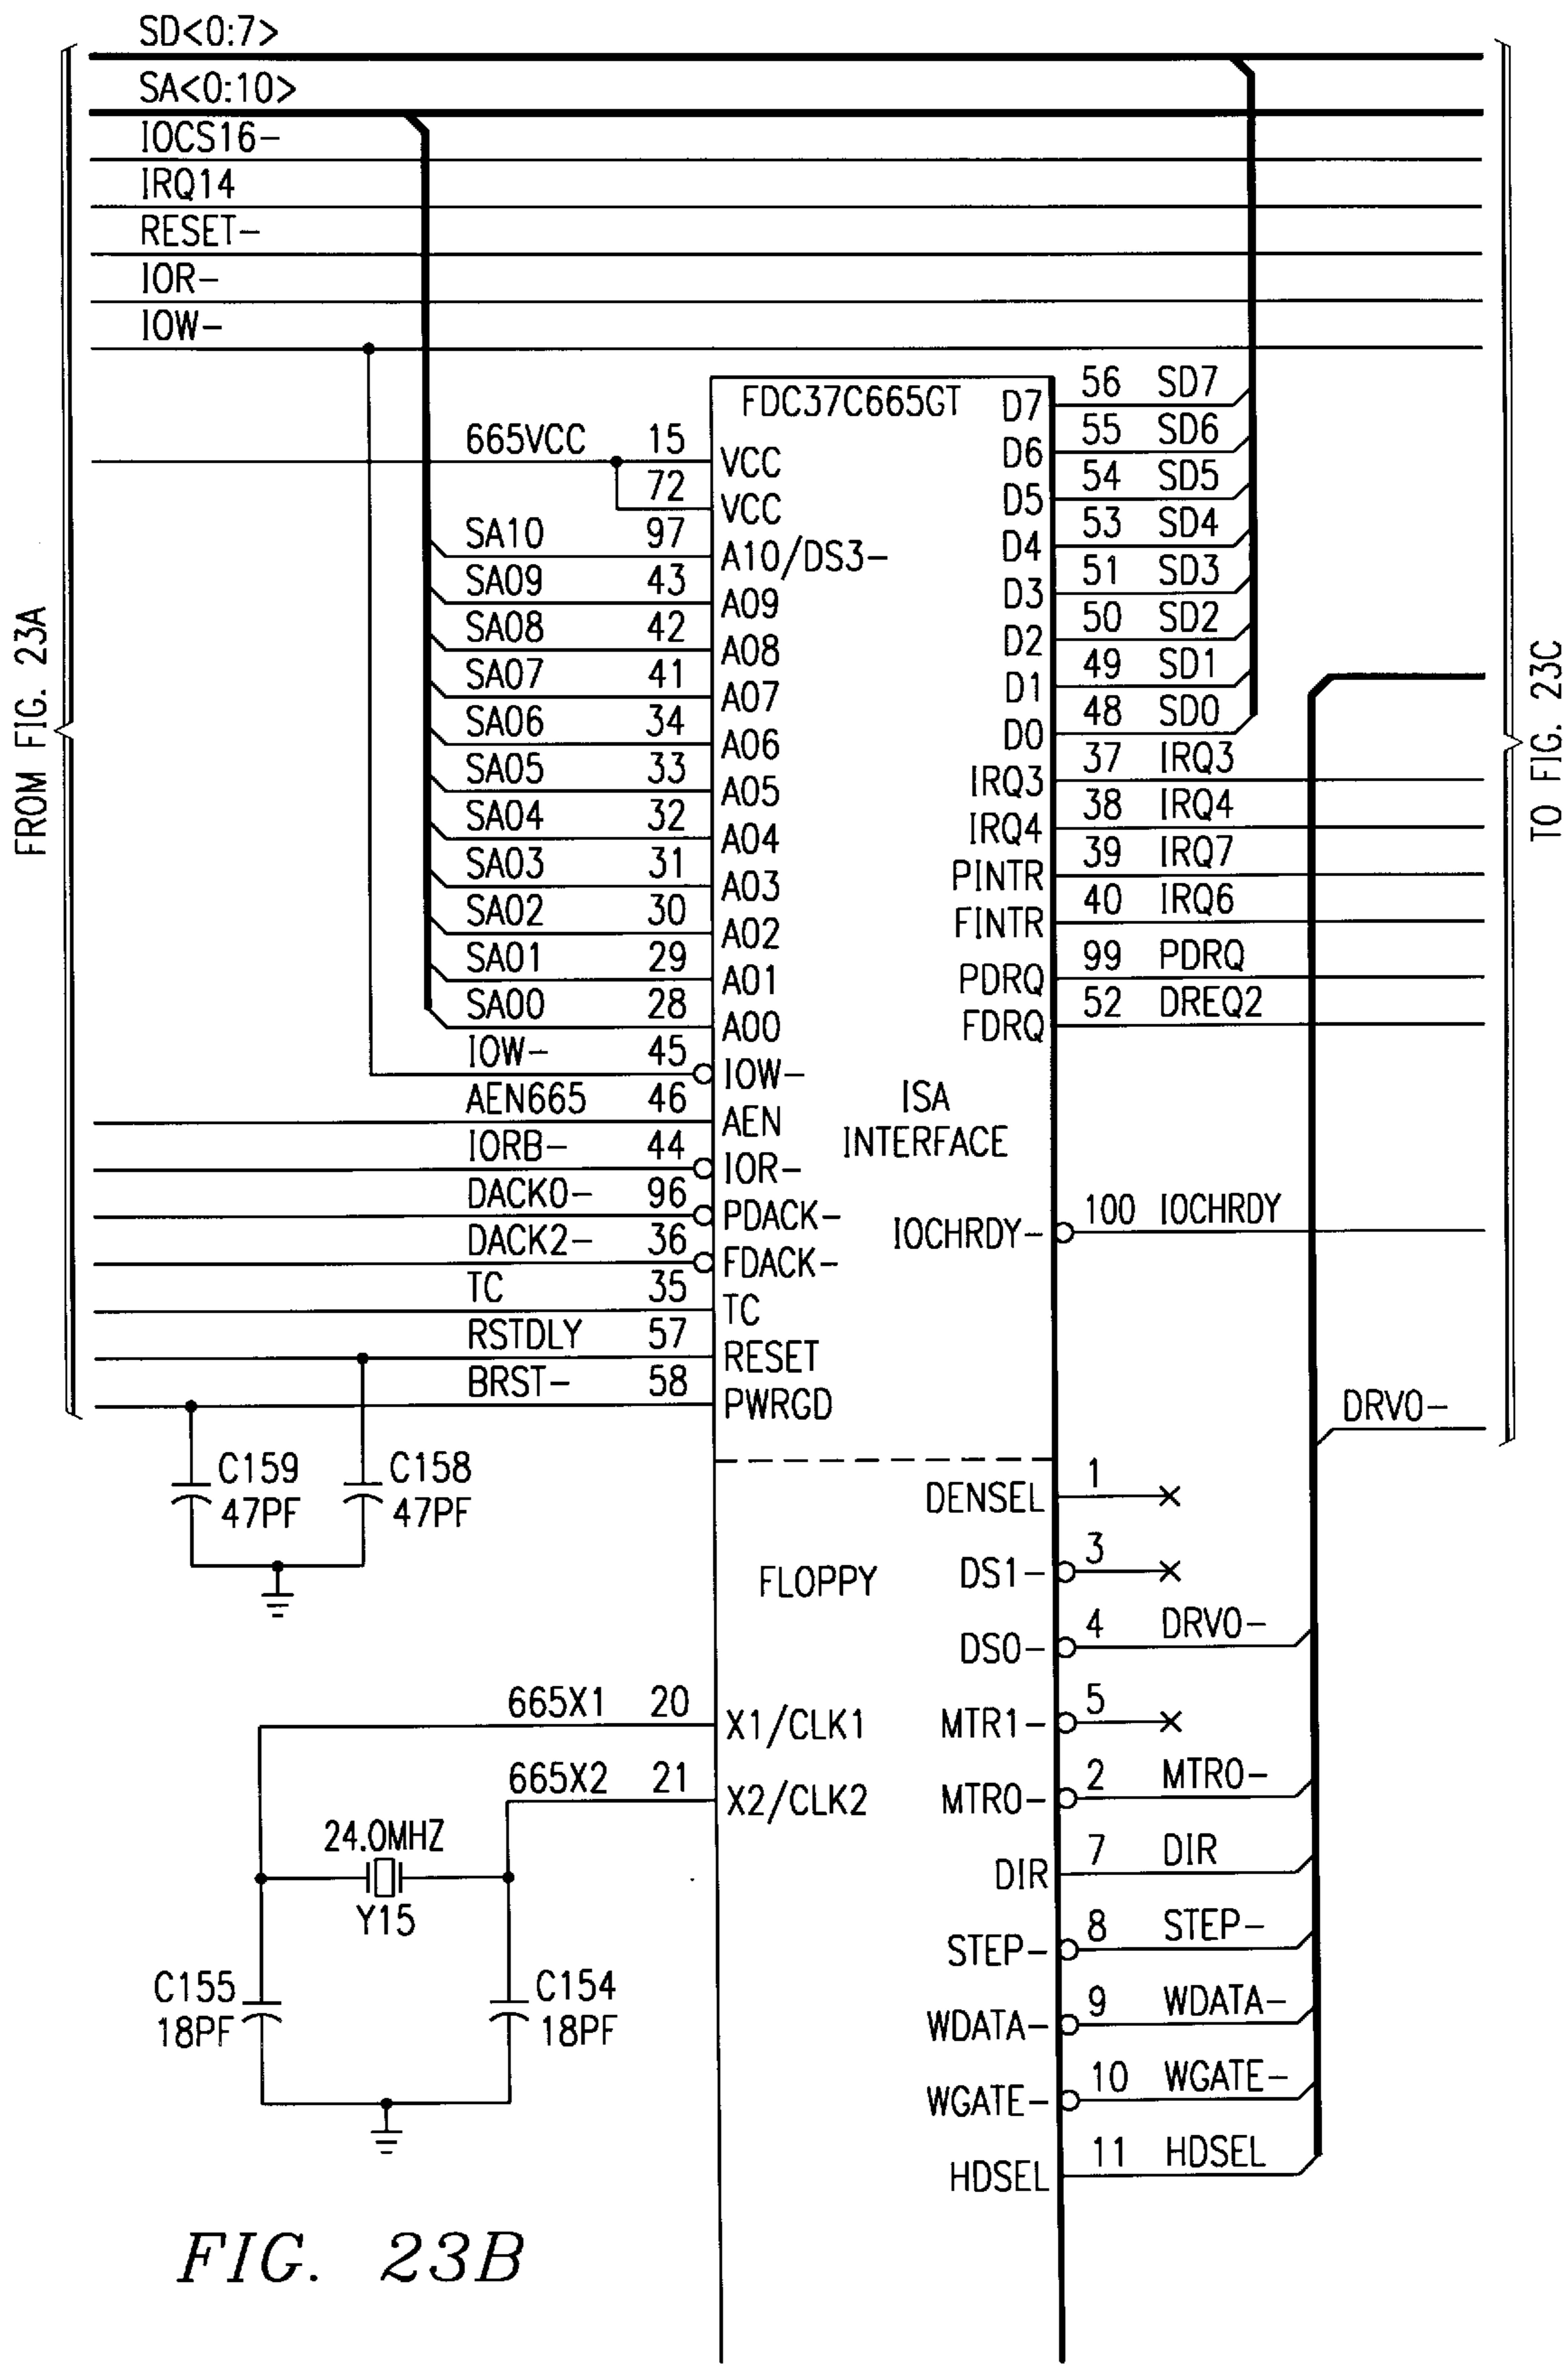 SD<0:7>
SA<0:10>
IOCS16-
IRQ14
RESET-
IOR-
IOW-
FROM FIG. 23A
TO FIG. 23C
FDC37C665GT
665VCC 15 VCC
72 VCC
SA10 97 A10/DS3-
SA09 43 A09
SA08 42 A08
SA07 41 A07
SA06 34 A06
SA05 33 A05
SA04 32 A04
SA03 31 A03
SA02 30 A02
SA01 29 A01
SA00 28 A00
IOW- 45 IOW-
AEN665 46 AEN
IORB- 44 IOR-
DACK0- 96 PDACK-
DACK2- 36 FDACK-
TC 35 TC
RSTDLY 57 RESET
BRST- 58 PWRGD
D7 56 SD7
D6 55 SD6
D5 54 SD5
D4 53 SD4
D3 51 SD3
D2 50 SD2
D1 49 SD1
D0 48 SD0
IRQ3 37 IRQ3
IRQ4 38 IRQ4
PINTR 39 IRQ7
FINTR 40 IRQ6
PDRQ 99 PDRQ
FDRQ 52 DREQ2
ISA
INTERFACE
IOCHRDY- 100 IOCHRDY
DRV0-
C159
47PF
C158
47PF
FLOPPY
DENSEL 1
DS1- 3
DS0- 4 DRV0-
MTR1- 5
MTR0- 2 MTR0-
DIR 7 DIR
STEP- 8 STEP-
WDATA- 9 WDATA-
WGATE- 10 WGATE-
HDSEL 11 HDSEL
665X1 20 X1/CLK1
665X2 21 X2/CLK2
24.0MHZ
Y15
C155
18PF
C154
18PF
FIG. 23B